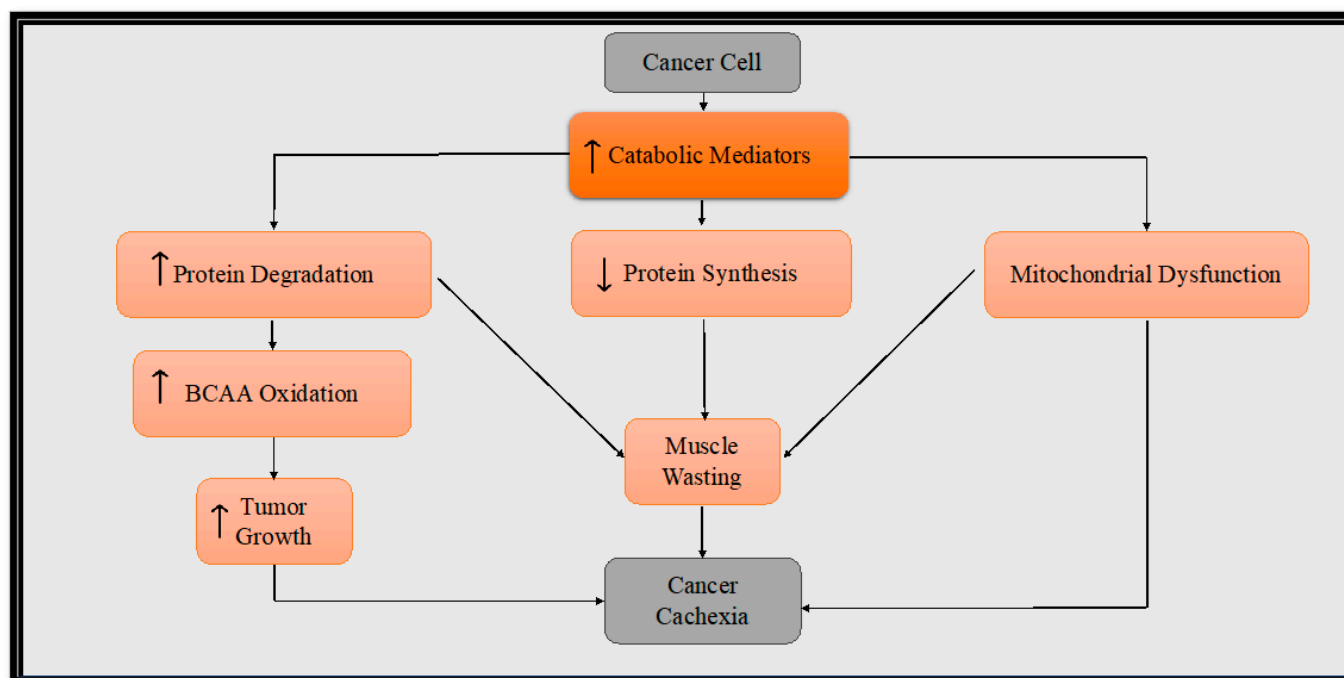 Cancer Cell
↑ Catabolic Mediators
↑ Protein Degradation
↓ Protein Synthesis
Mitochondrial Dysfunction
↑ BCAA Oxidation
Muscle
Wasting
↑ Tumor
Growth
Cancer
Cachexia